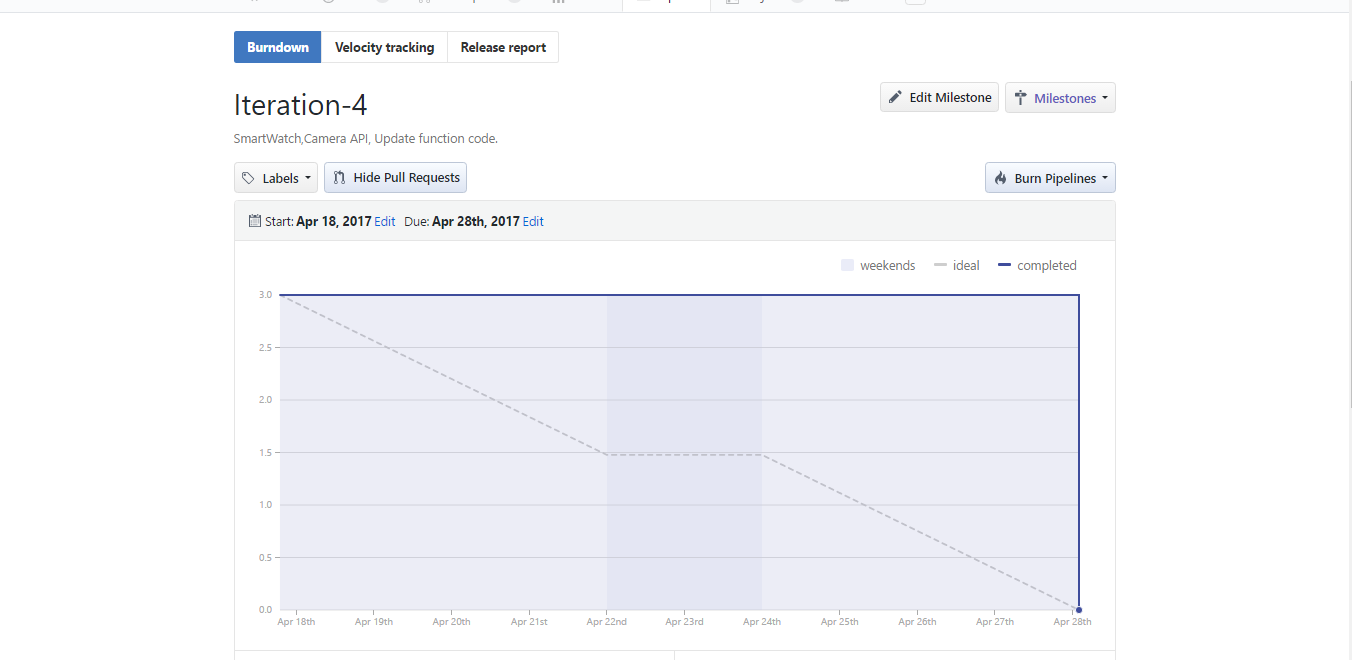 Burndown Velocity tracking Release report
Iteration-4
Edit Milestone Milestones
SmartWatch,Camera API, Update function code.
Labels Hide Pull Requests Burn Pipelines
Start: Apr 18, 2017 Edit Due: Apr 28th, 2017 Edit
weekends ideal completed
3.0
2.5
2.0
1.5
1.0
0.5
0.0
Apr 18th Apr 19th Apr 20th Apr 21st Apr 22nd Apr 23rd Apr 24th Apr 25th Apr 26th Apr 27th Apr 28th